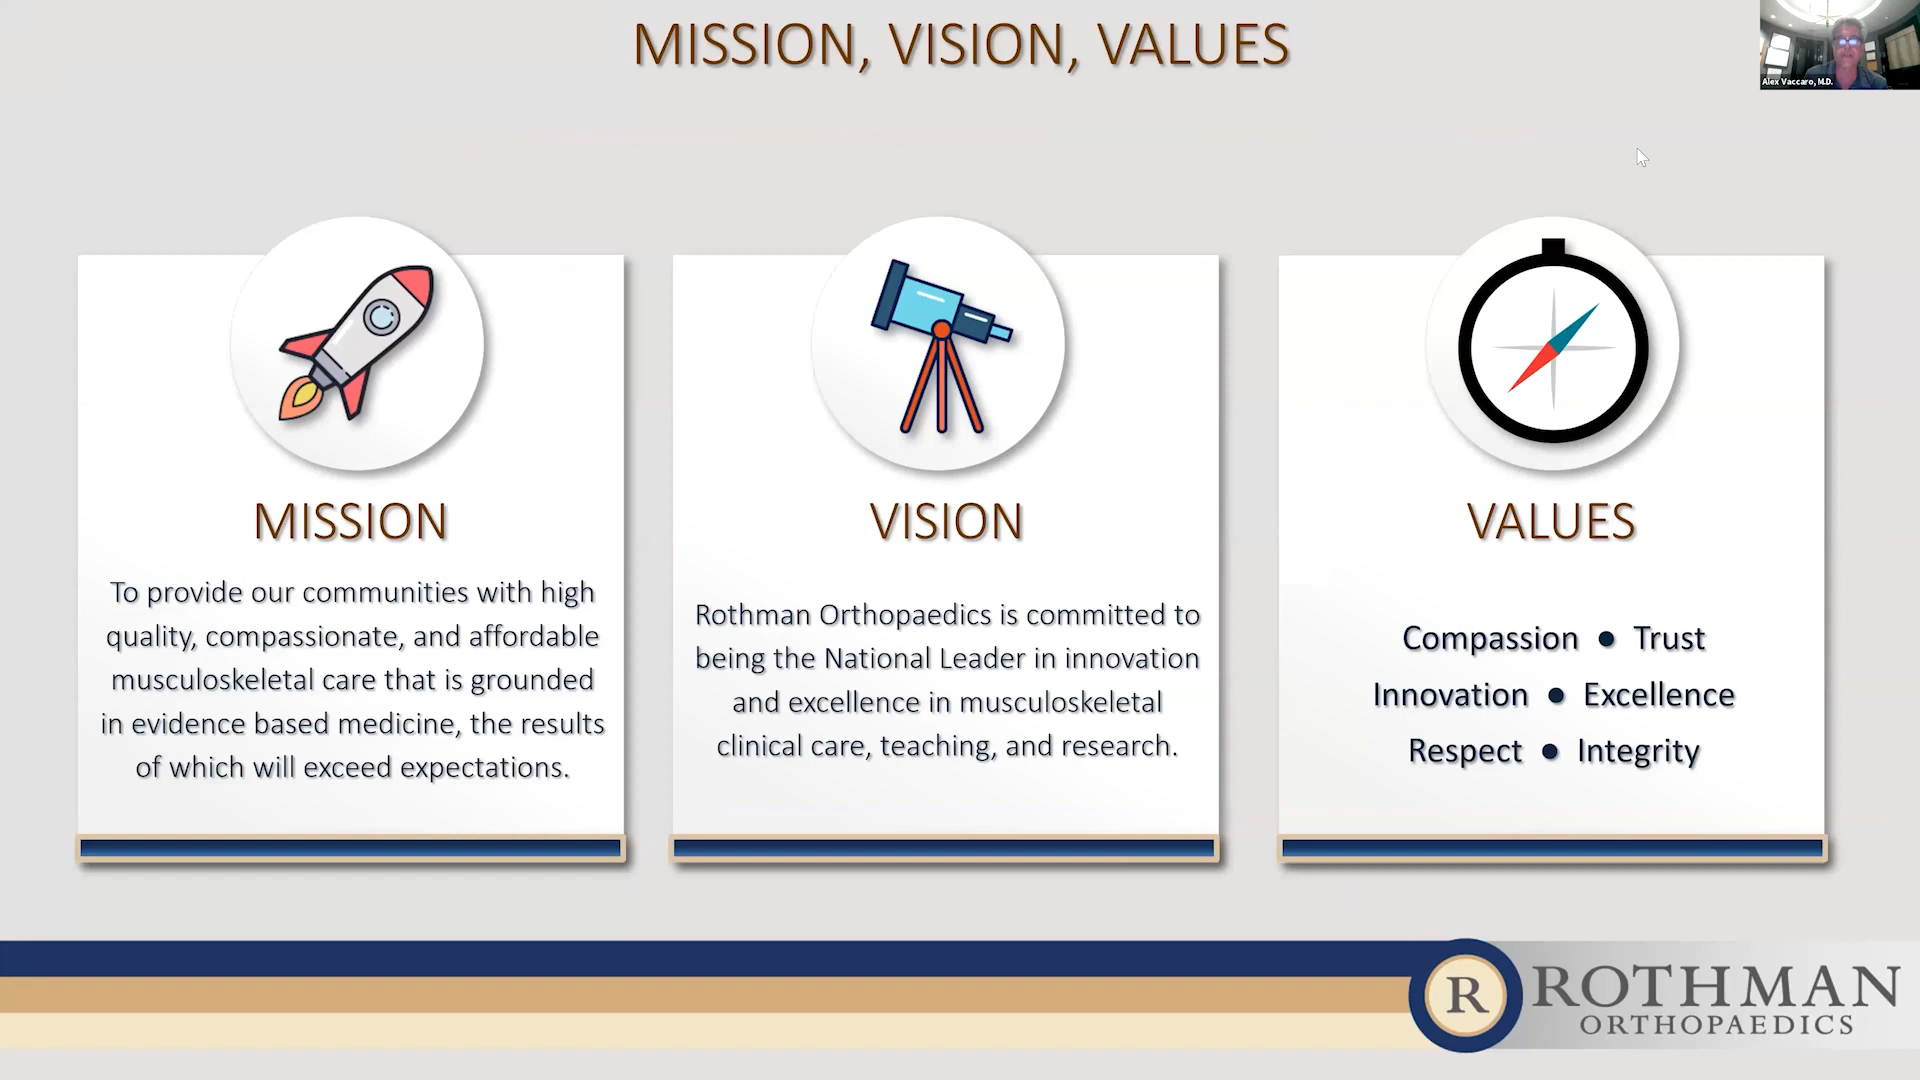 MISSION, VISION, VALUES
Alex Vaccaro, M.D.
MISSION
To provide our communities with high
quality, compassionate, and affordable
musculoskeletal care that is grounded
in evidence based medicine, the results
of which will exceed expectations.
VISION
Rothman Orthopaedics is committed to
being the National Leader in innovation
and excellence in musculoskeletal
clinical care, teaching, and research.
VALUES
Compassion ● Trust
Innovation ● Excellence
Respect ● Integrity
R
ROTHMAN
ORTHOPAEDICS